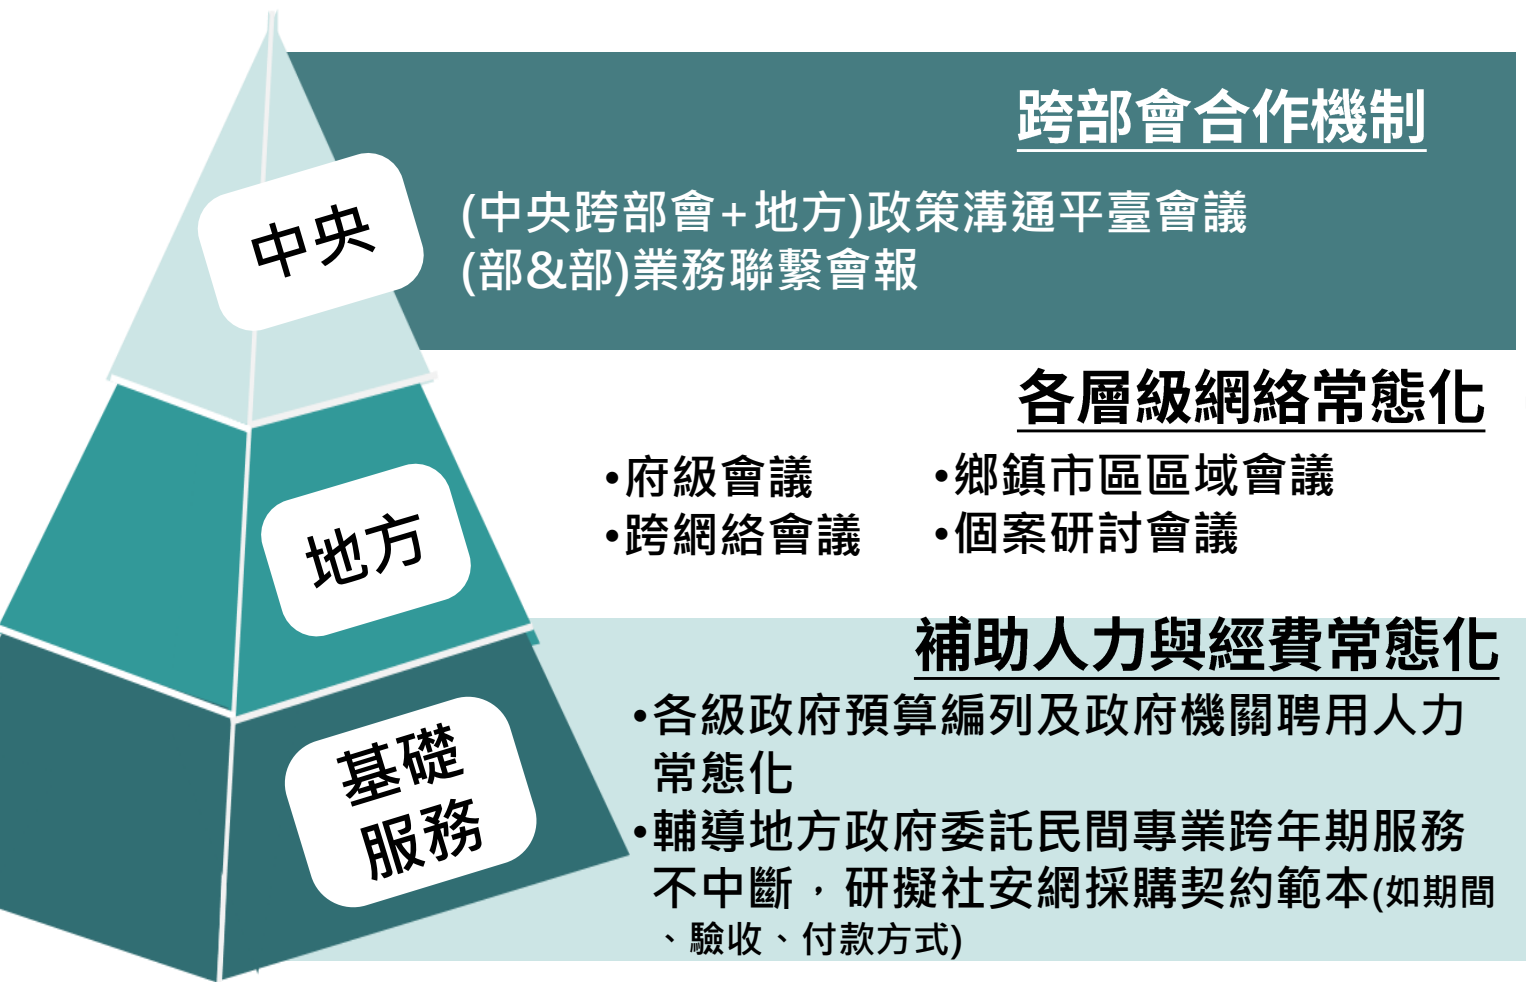 跨部會合作機制
中央
(中央跨部會+地方)政策溝通平臺會議
(部&部)業務聯繫會報
各層級網絡常態化
地方
•府級會議
•跨網絡會議
•鄉鎮市區區域會議
•個案研討會議
補助人力與經費常態化
基礎
服務
•各級政府預算編列及政府機關聘用人力
常態化
•輔導地方政府委託民間專業跨年期服務
不中斷，研擬社安網採購契約範本(如期間
、驗收、付款方式)